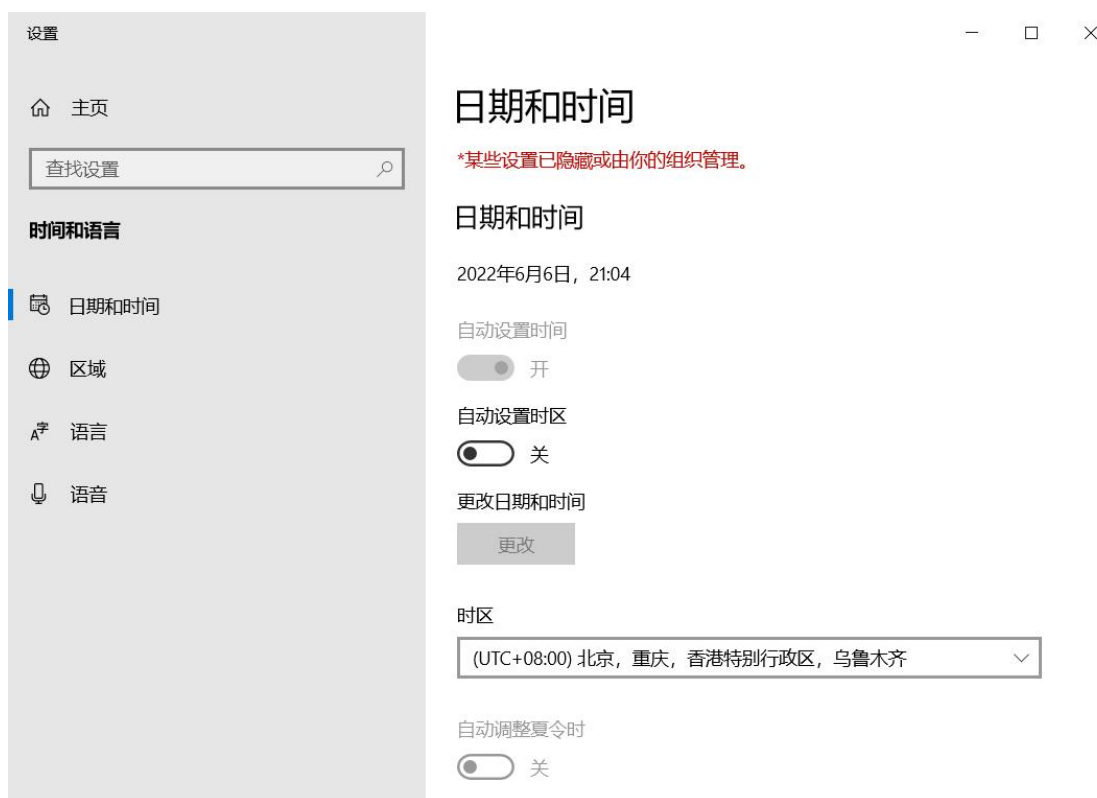 设置
主页
查找设置
时间和语言
日期和时间
区域
语言
语音
日期和时间
*某些设置已隐藏或由你的组织管理。
日期和时间
2022年6月6日，21:04
自动设置时间
开
自动设置时区
关
更改日期和时间
更改
时区
(UTC+08:00) 北京，重庆，香港特别行政区，乌鲁木齐
自动调整夏令时
关